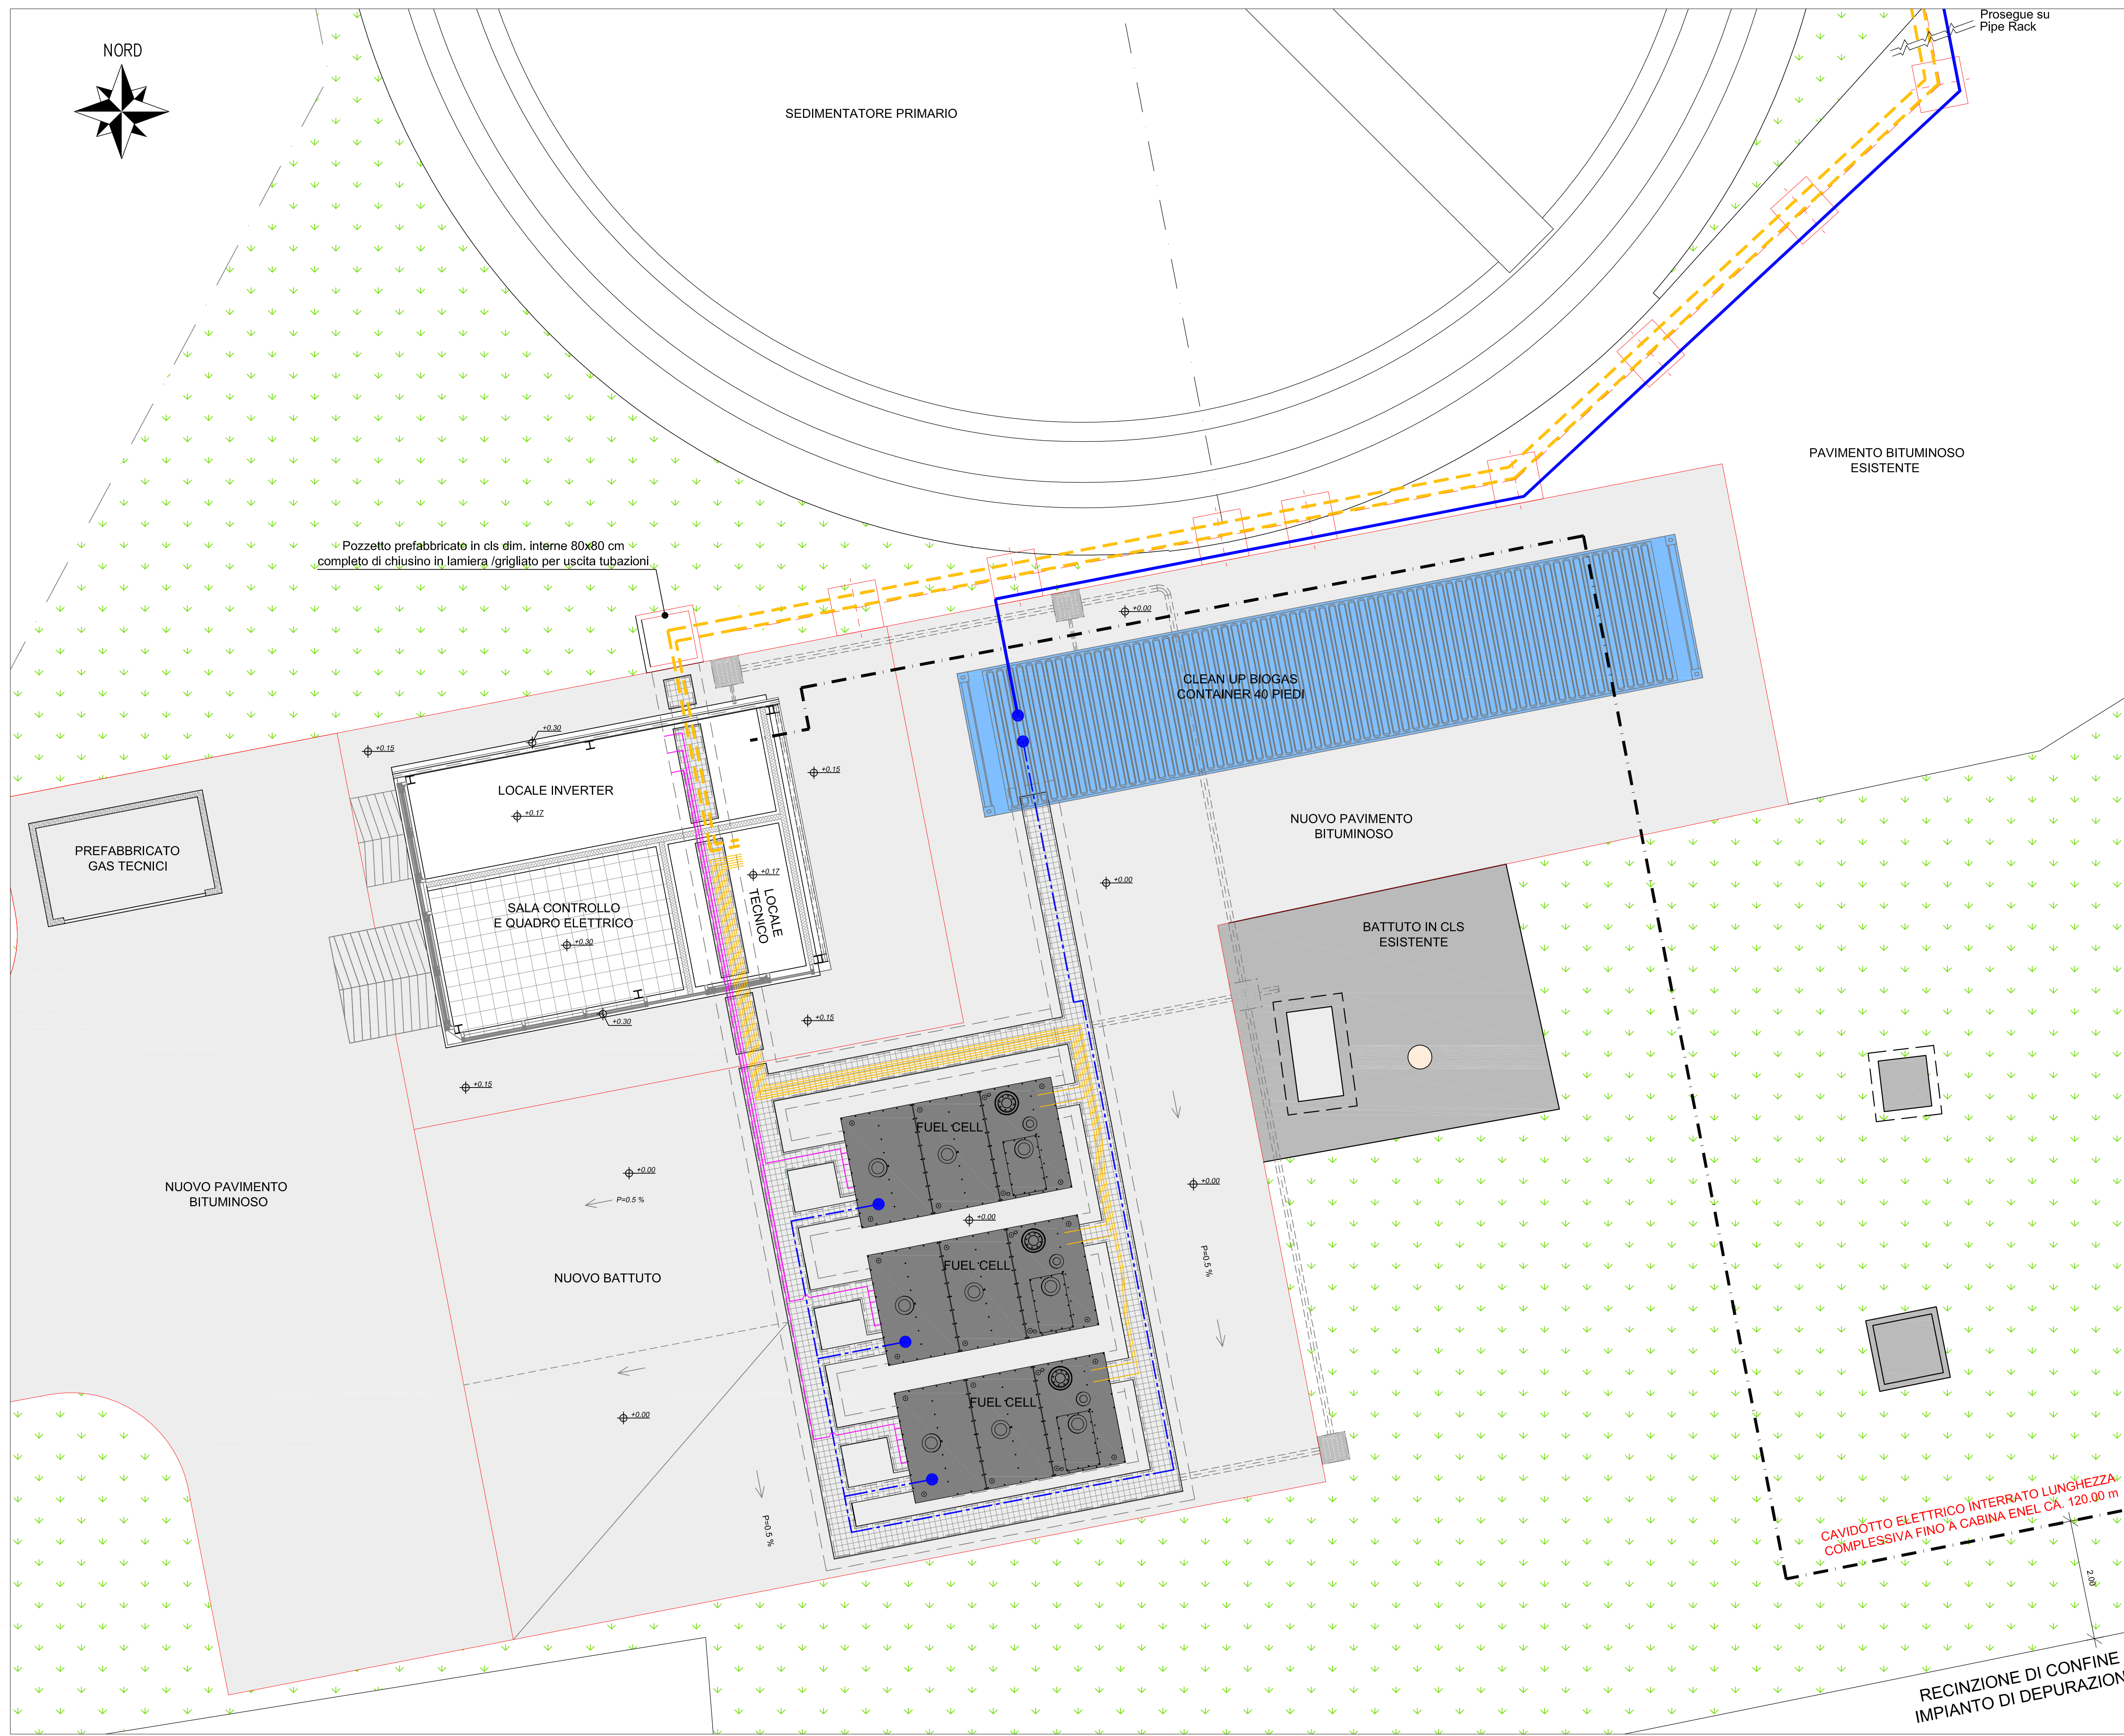 Prosegue su
Pipe Rack
NORD
SEDIMENTATORE PRIMARIO
PAVIMENTO BITUMINOSO
ESISTENTE
Pozzetto prefabbricato in cls dim. interne 80x80 cm
completo di chiusino in lamiera /grigliato per uscita tubazioni
+0.00
CLEAN UP BIOGAS
CONTAINER 40 PIEDI
+0.30
+0.15
+0.15
LOCALE INVERTER
+0.17
NUOVO PAVIMENTO
BITUMINOSO
PREFABBRICATO
GAS TECNICI
+0.17
LOCALE
TECNICO
+0.00
SALA CONTROLLO
E QUADRO ELETTRICO
+0.30
BATTUTO IN CLS
ESISTENTE
+0.30
+0.15
+0.15
FUEL CELL
+0.00
NUOVO PAVIMENTO
BITUMINOSO
P=0.5 %
+0.00
+0.00
P=0.5 %
FUEL CELL
NUOVO BATTUTO
FUEL CELL
+0.00
P=0.5 %
CAVIDOTTO ELETTRICO INTERRATO LUNGHEZZA
COMPLESSIVA FINO A CABINA ENEL CA. 120.00 m
2.00
RECINZIONE DI CONFINE
IMPIANTO DI DEPURAZION